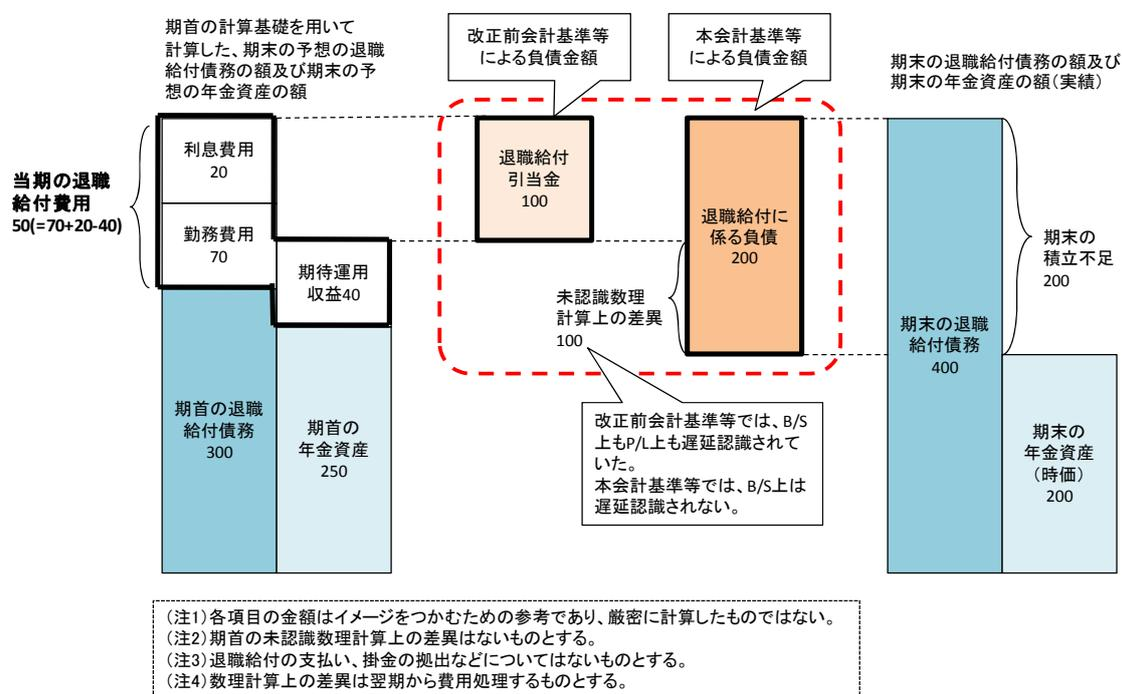 期首の計算基礎を用いて
計算した、期末の予想の退職
給付債務の額及び期末の予
想の年金資産の額
改正前会計基準等
による負債金額
本会計基準等
による負債金額
期末の退職給付債務の額及び
期末の年金資産の額(実績)
当期の退職
給付費用
50(=70+20-40)
利息費用
20
勤務費用
70
期待運用
収益40
期首の退職
給付債務
300
期首の
年金資産
250
退職給付
引当金
100
退職給付に
係る負債
200
未認識数理
計算上の差異
100
改正前会計基準等では、B/S
上もP/L上も遅延認識されて
いた。
本会計基準等では、B/S上は
遅延認識されない。
期末の退職
給付債務
400
期末の
積立不足
200
期末の
年金資産
(時価)
200
(注1)各項目の金額はイメージをつかむための参考であり、厳密に計算したものではない。
(注2)期首の未認識数理計算上の差異はないものとする。
(注3)退職給付の支払い、掛金の拠出などについてはないものとする。
(注4)数理計算上の差異は翌期から費用処理するものとする。